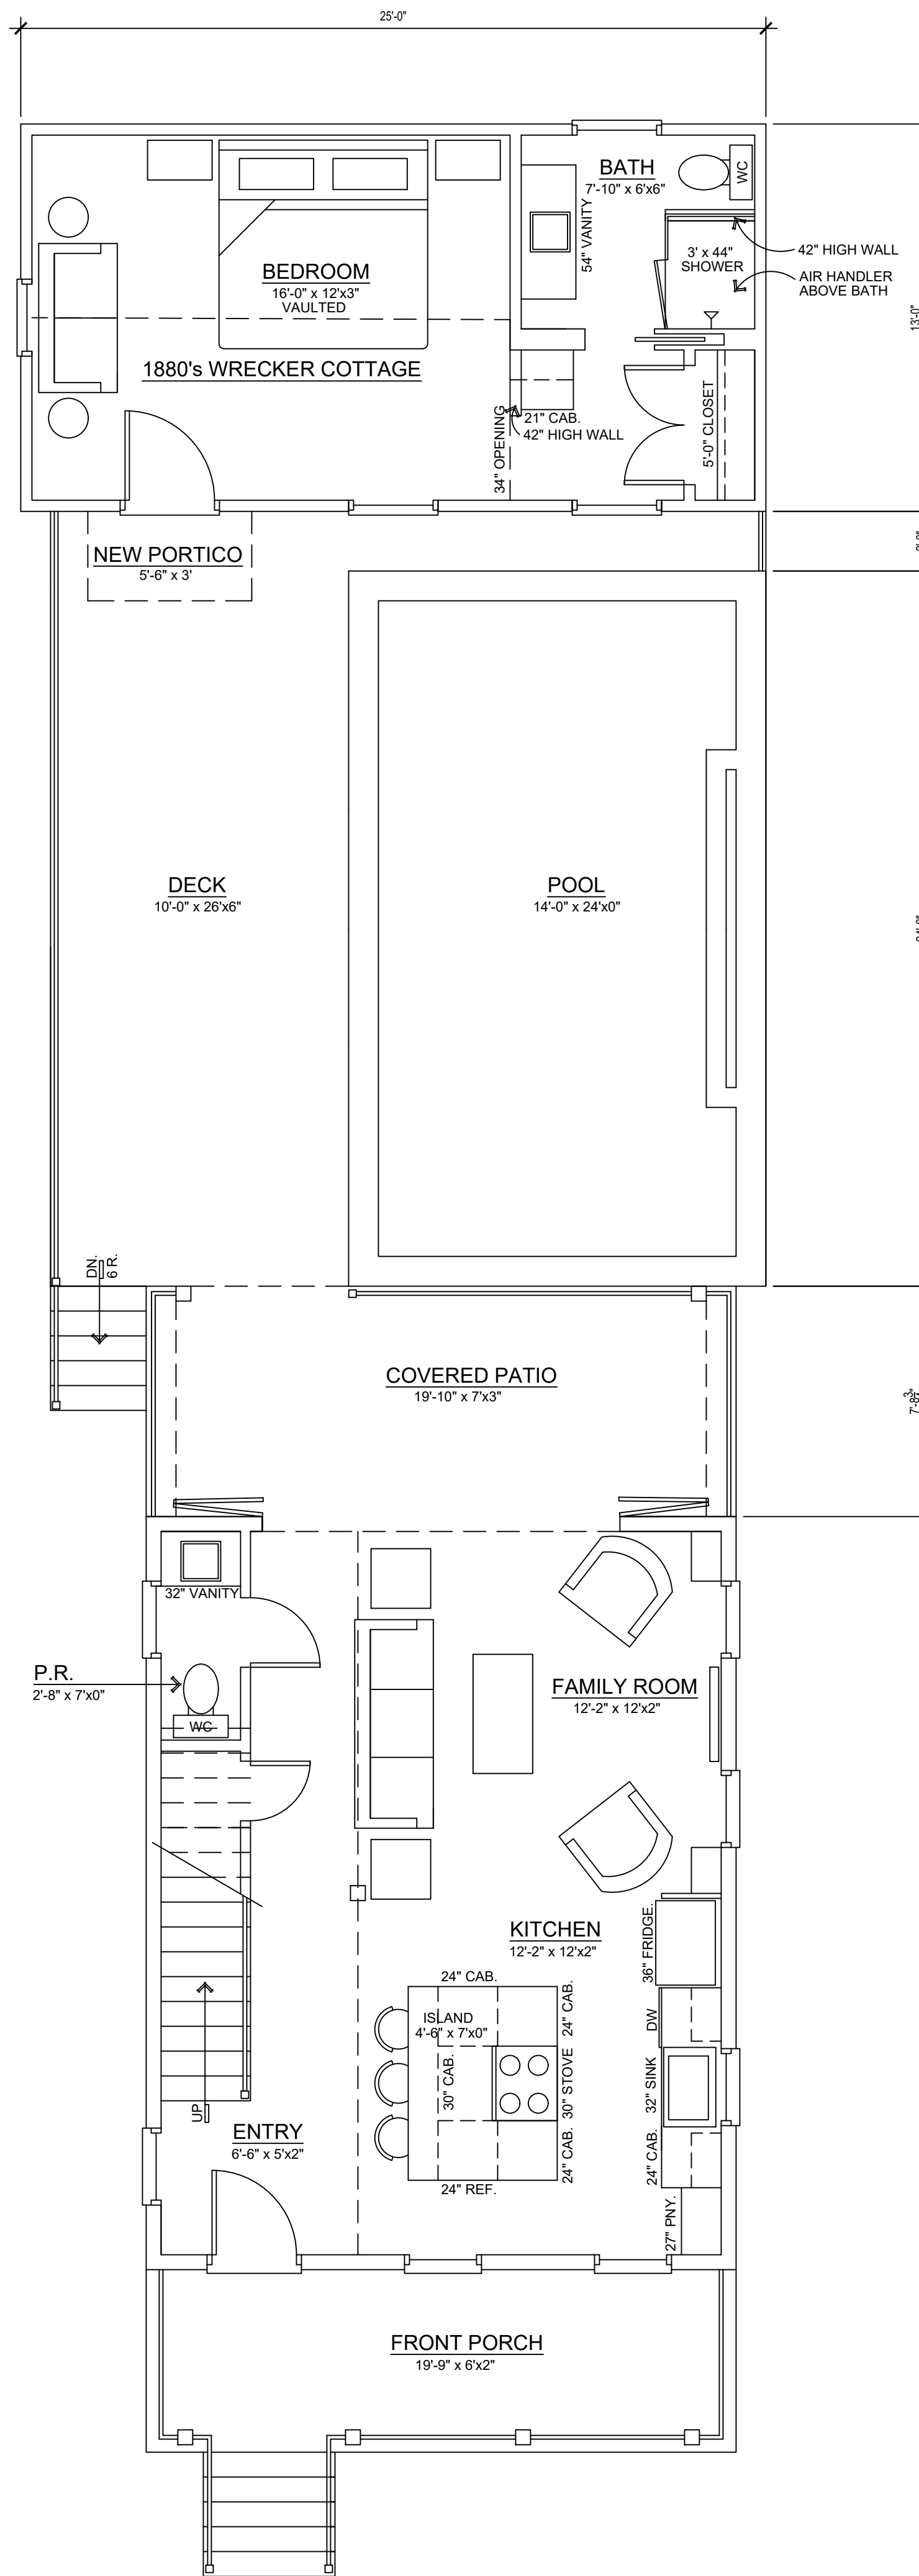 25'-0"
BATH
7'-10" x 6'x6"
WC
54" VANITY
3' x 44"
SHOWER
42" HIGH WALL
AIR HANDLER
ABOVE BATH
13'-0"
BEDROOM
16'-0" x 12'x3"
VAULTED
1880's WRECKER COTTAGE
34" OPENING
21" CAB.
42" HIGH WALL
5'-0" CLOSET
NEW PORTICO
5'-6" x 3'
DECK
10'-0" x 26'x6"
POOL
14'-0" x 24'x0"
DN.
6 R.
COVERED PATIO
19'-10" x 7'x3"
32" VANITY
P.R.
2'-8" x 7'x0"
WC
FAMILY ROOM
12'-2" x 12'x2"
KITCHEN
12'-2" x 12'x2"
36" FRIDGE.
24" CAB.
ISLAND
4'-6" x 7'x0"
24" CAB.
30" CAB.
30" STOVE
24" CAB.
24" REF.
DW
32" SINK
24" CAB.
27" PNY.
UP
ENTRY
6'-6" x 5'x2"
FRONT PORCH
19'-9" x 6'x2"